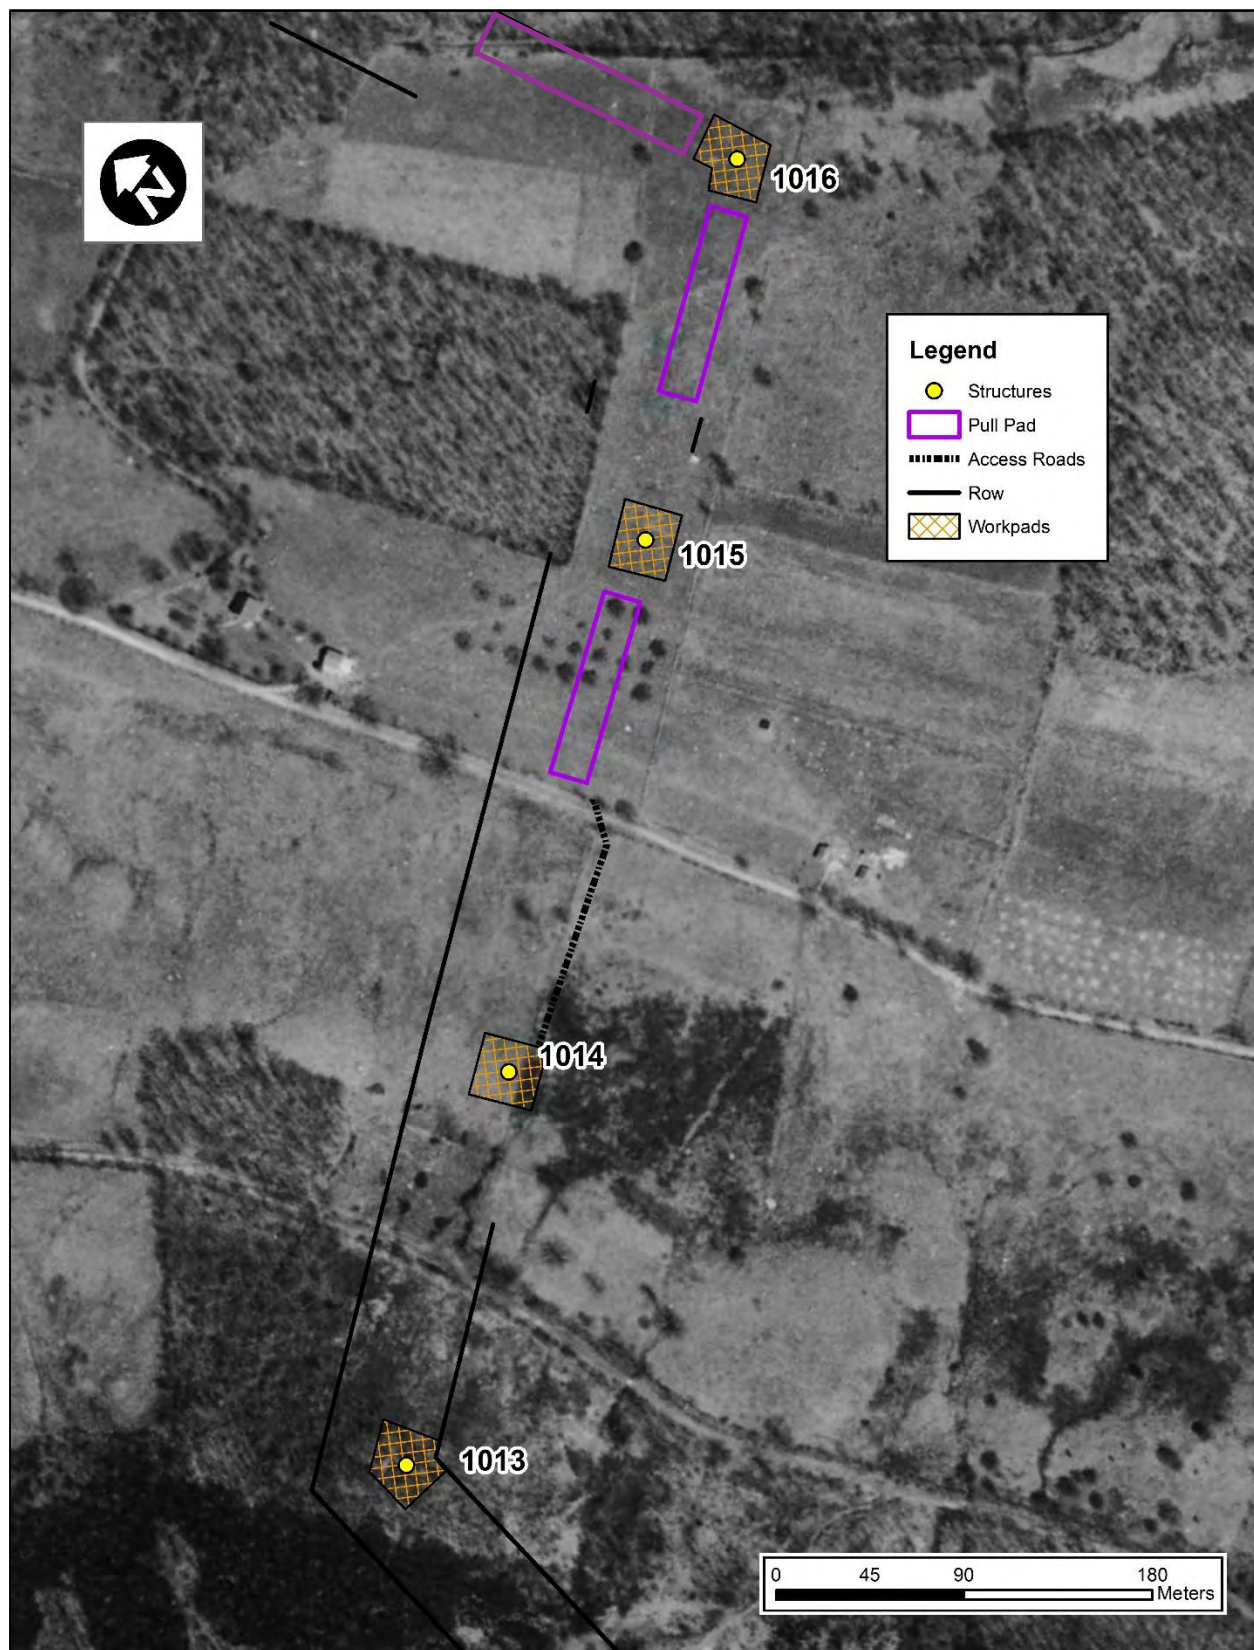 N
1016
Legend
Structures
Pull Pad
Access Roads
Row
Workpads
1015
1014
1013
0 45 90 180
Meters